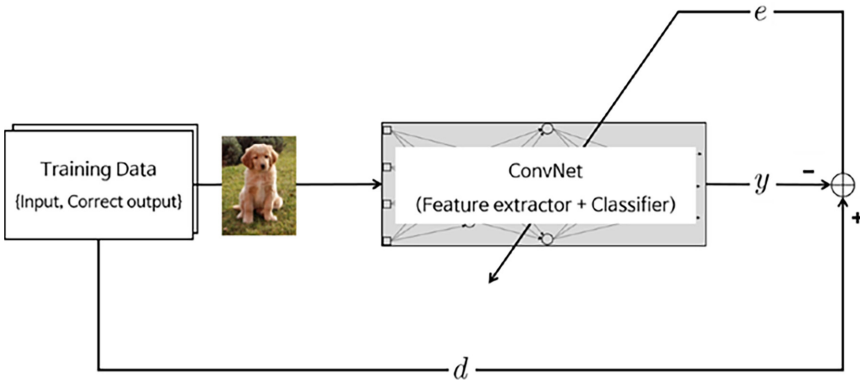 e
Training Data
{Input, Correct output}
ConvNet
(Feature extractor + Classifier)
y
-
+
d